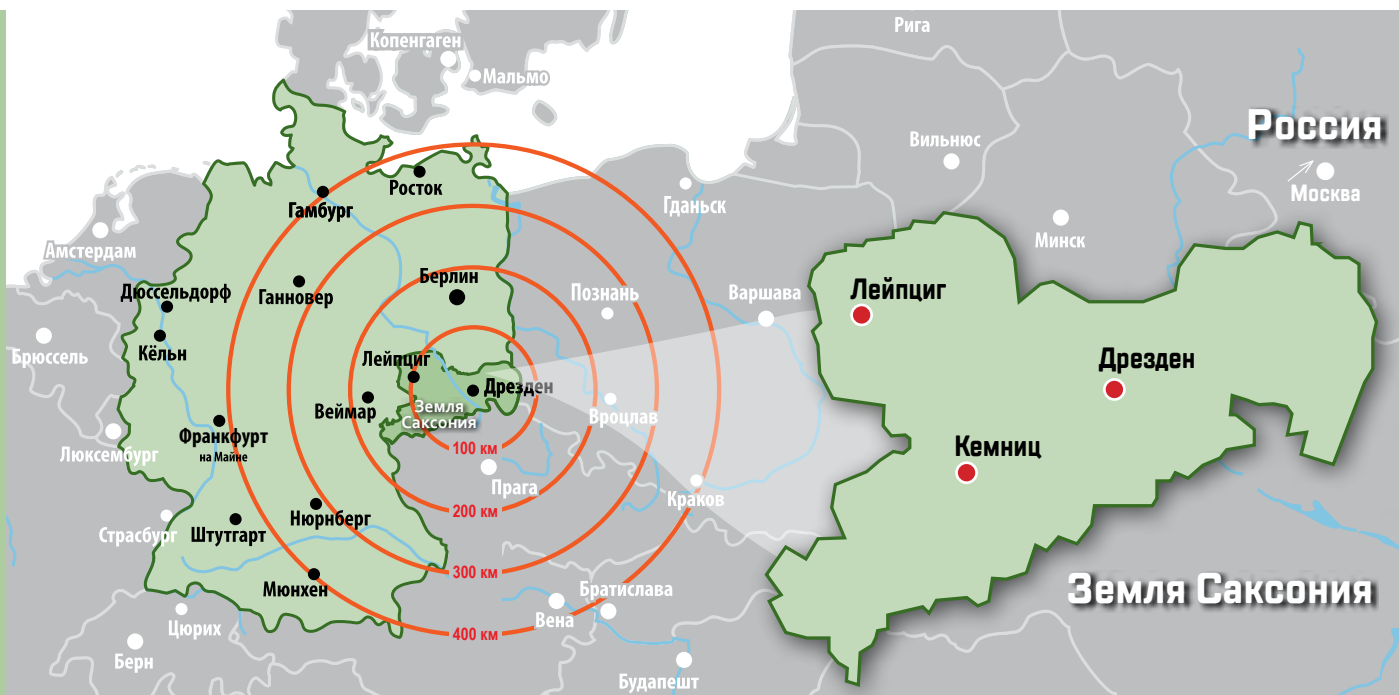 Рига
Копенгаген
Мальмо
Россия
Вильнюс
Москва
Росток
Гамбург
Гданьск
Минск
Амстердам
Берлин
Дюссельдорф
Ганновер
Познань
Варшава
Лейпциг
Брюссель
Кёльн
Лейпциг
Дрезден
Дрезден
Веймар
Земля
Саксония
Вроцлав
Франкфурт
на Майне
100 км
Кемниц
Люксембург
Прага
Краков
200 км
Нюрнберг
Страсбург
Штутгарт
300 км
Мюнхен
Братислава
Земля Саксония
Вена
Цюрих
400 км
Берн
Будапешт